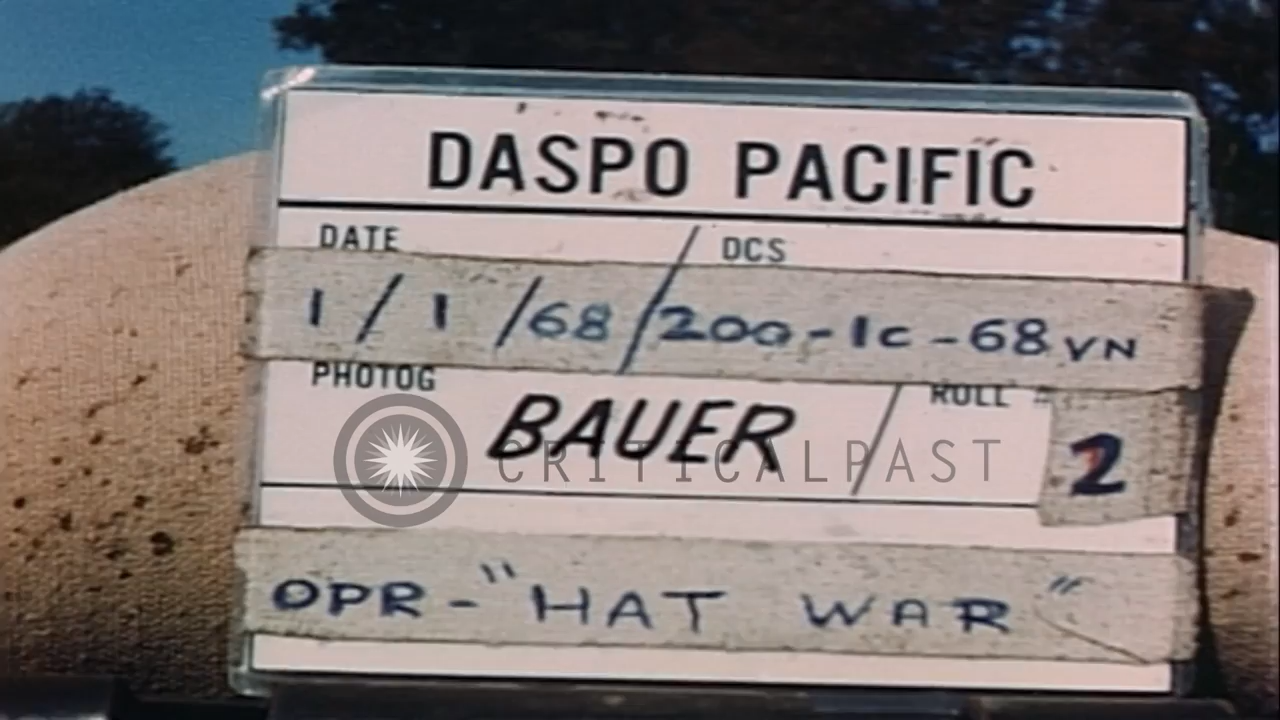 DASPO PACIFIC
DATE / DCS
1/1/68/200-1C-68 VN
PHOTOG BAUER / ROLL #2
CRITICALPAST
OPR-"HAT WAR"